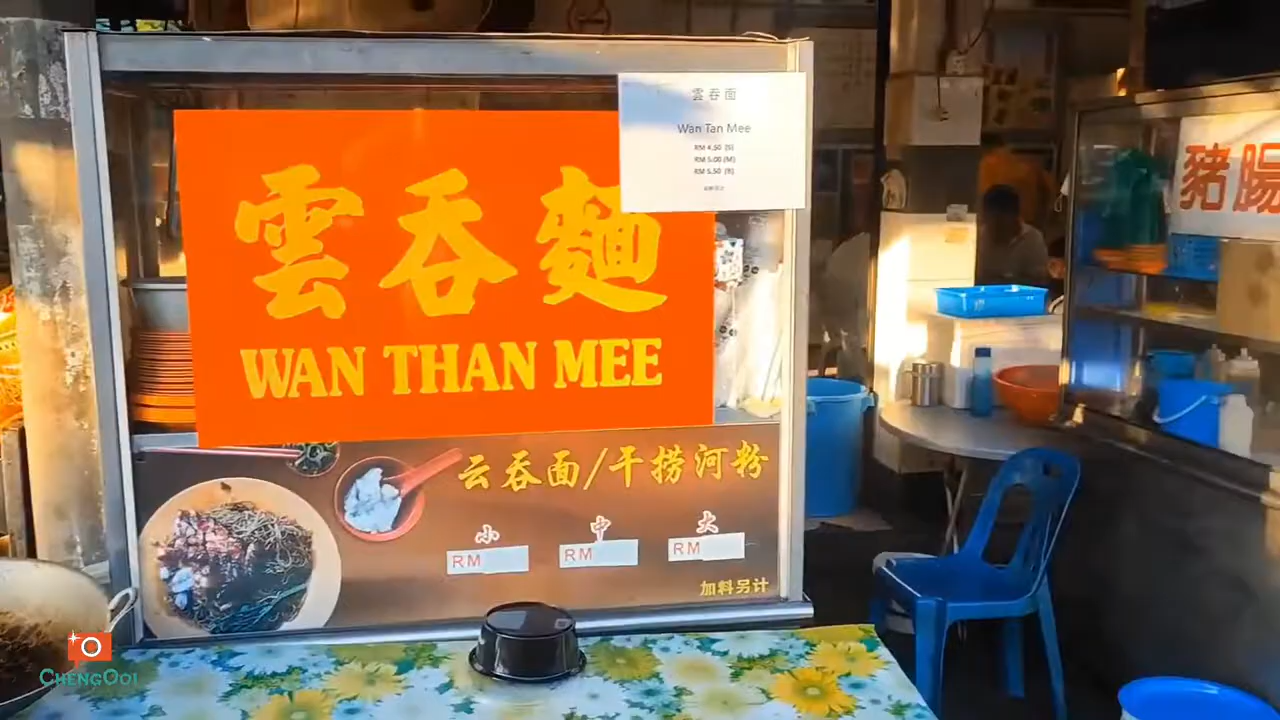 雲吞麵
WAN THAN MEE
雲吞面
Wan Tan Mee
RM 4.50 (S)
RM 5.00 (M)
RM 5.50 (B)
豬腸
云吞面/干捞河粉
小 中 大
RM RM RM
加料另计
CHENGOOI